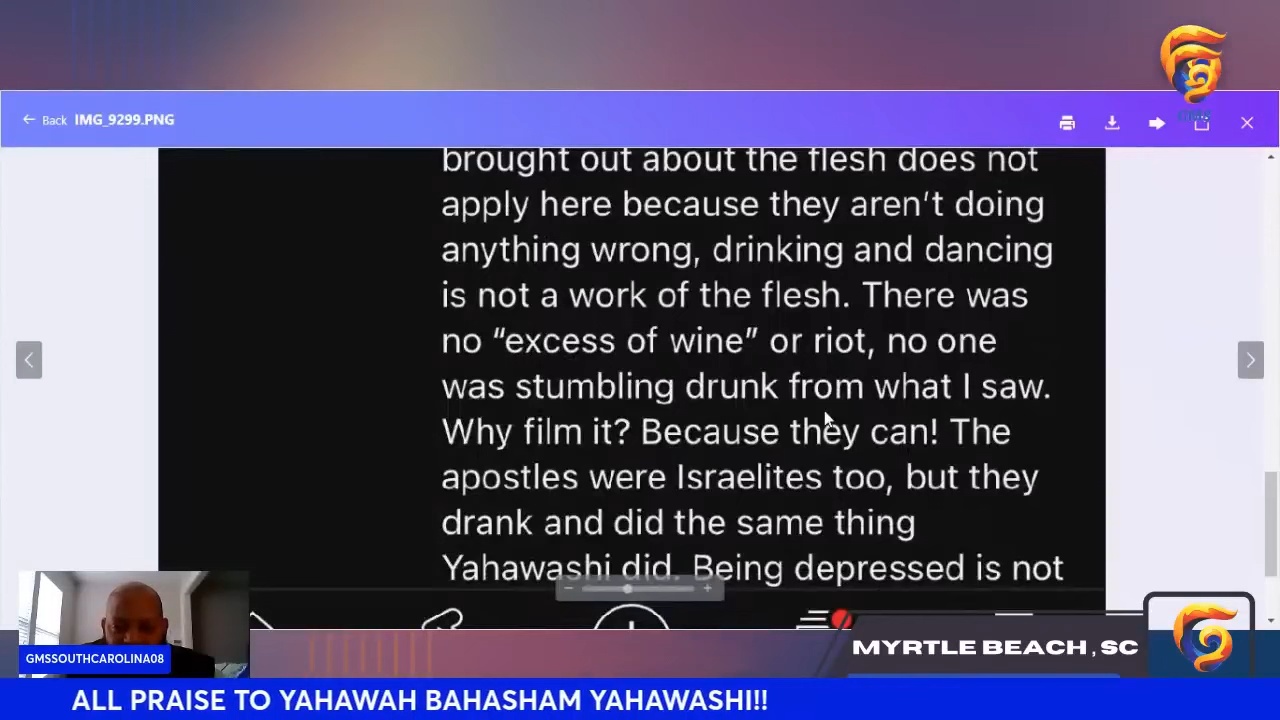 Back IMG_9299.PNG
brought out about the flesh does not
apply here because they aren't doing
anything wrong, drinking and dancing
is not a work of the flesh. There was
no “excess of wine” or riot, no one
was stumbling drunk from what I saw.
Why film it? Because they can! The
apostles were Israelites too, but they
drank and did the same thing
Yahawashi did. Being depressed is not
GMSSOUTHCAROLINA08
MYRTLE BEACH , SC
ALL PRAISE TO YAHAWAH BAHASHAM YAHAWASHI!!